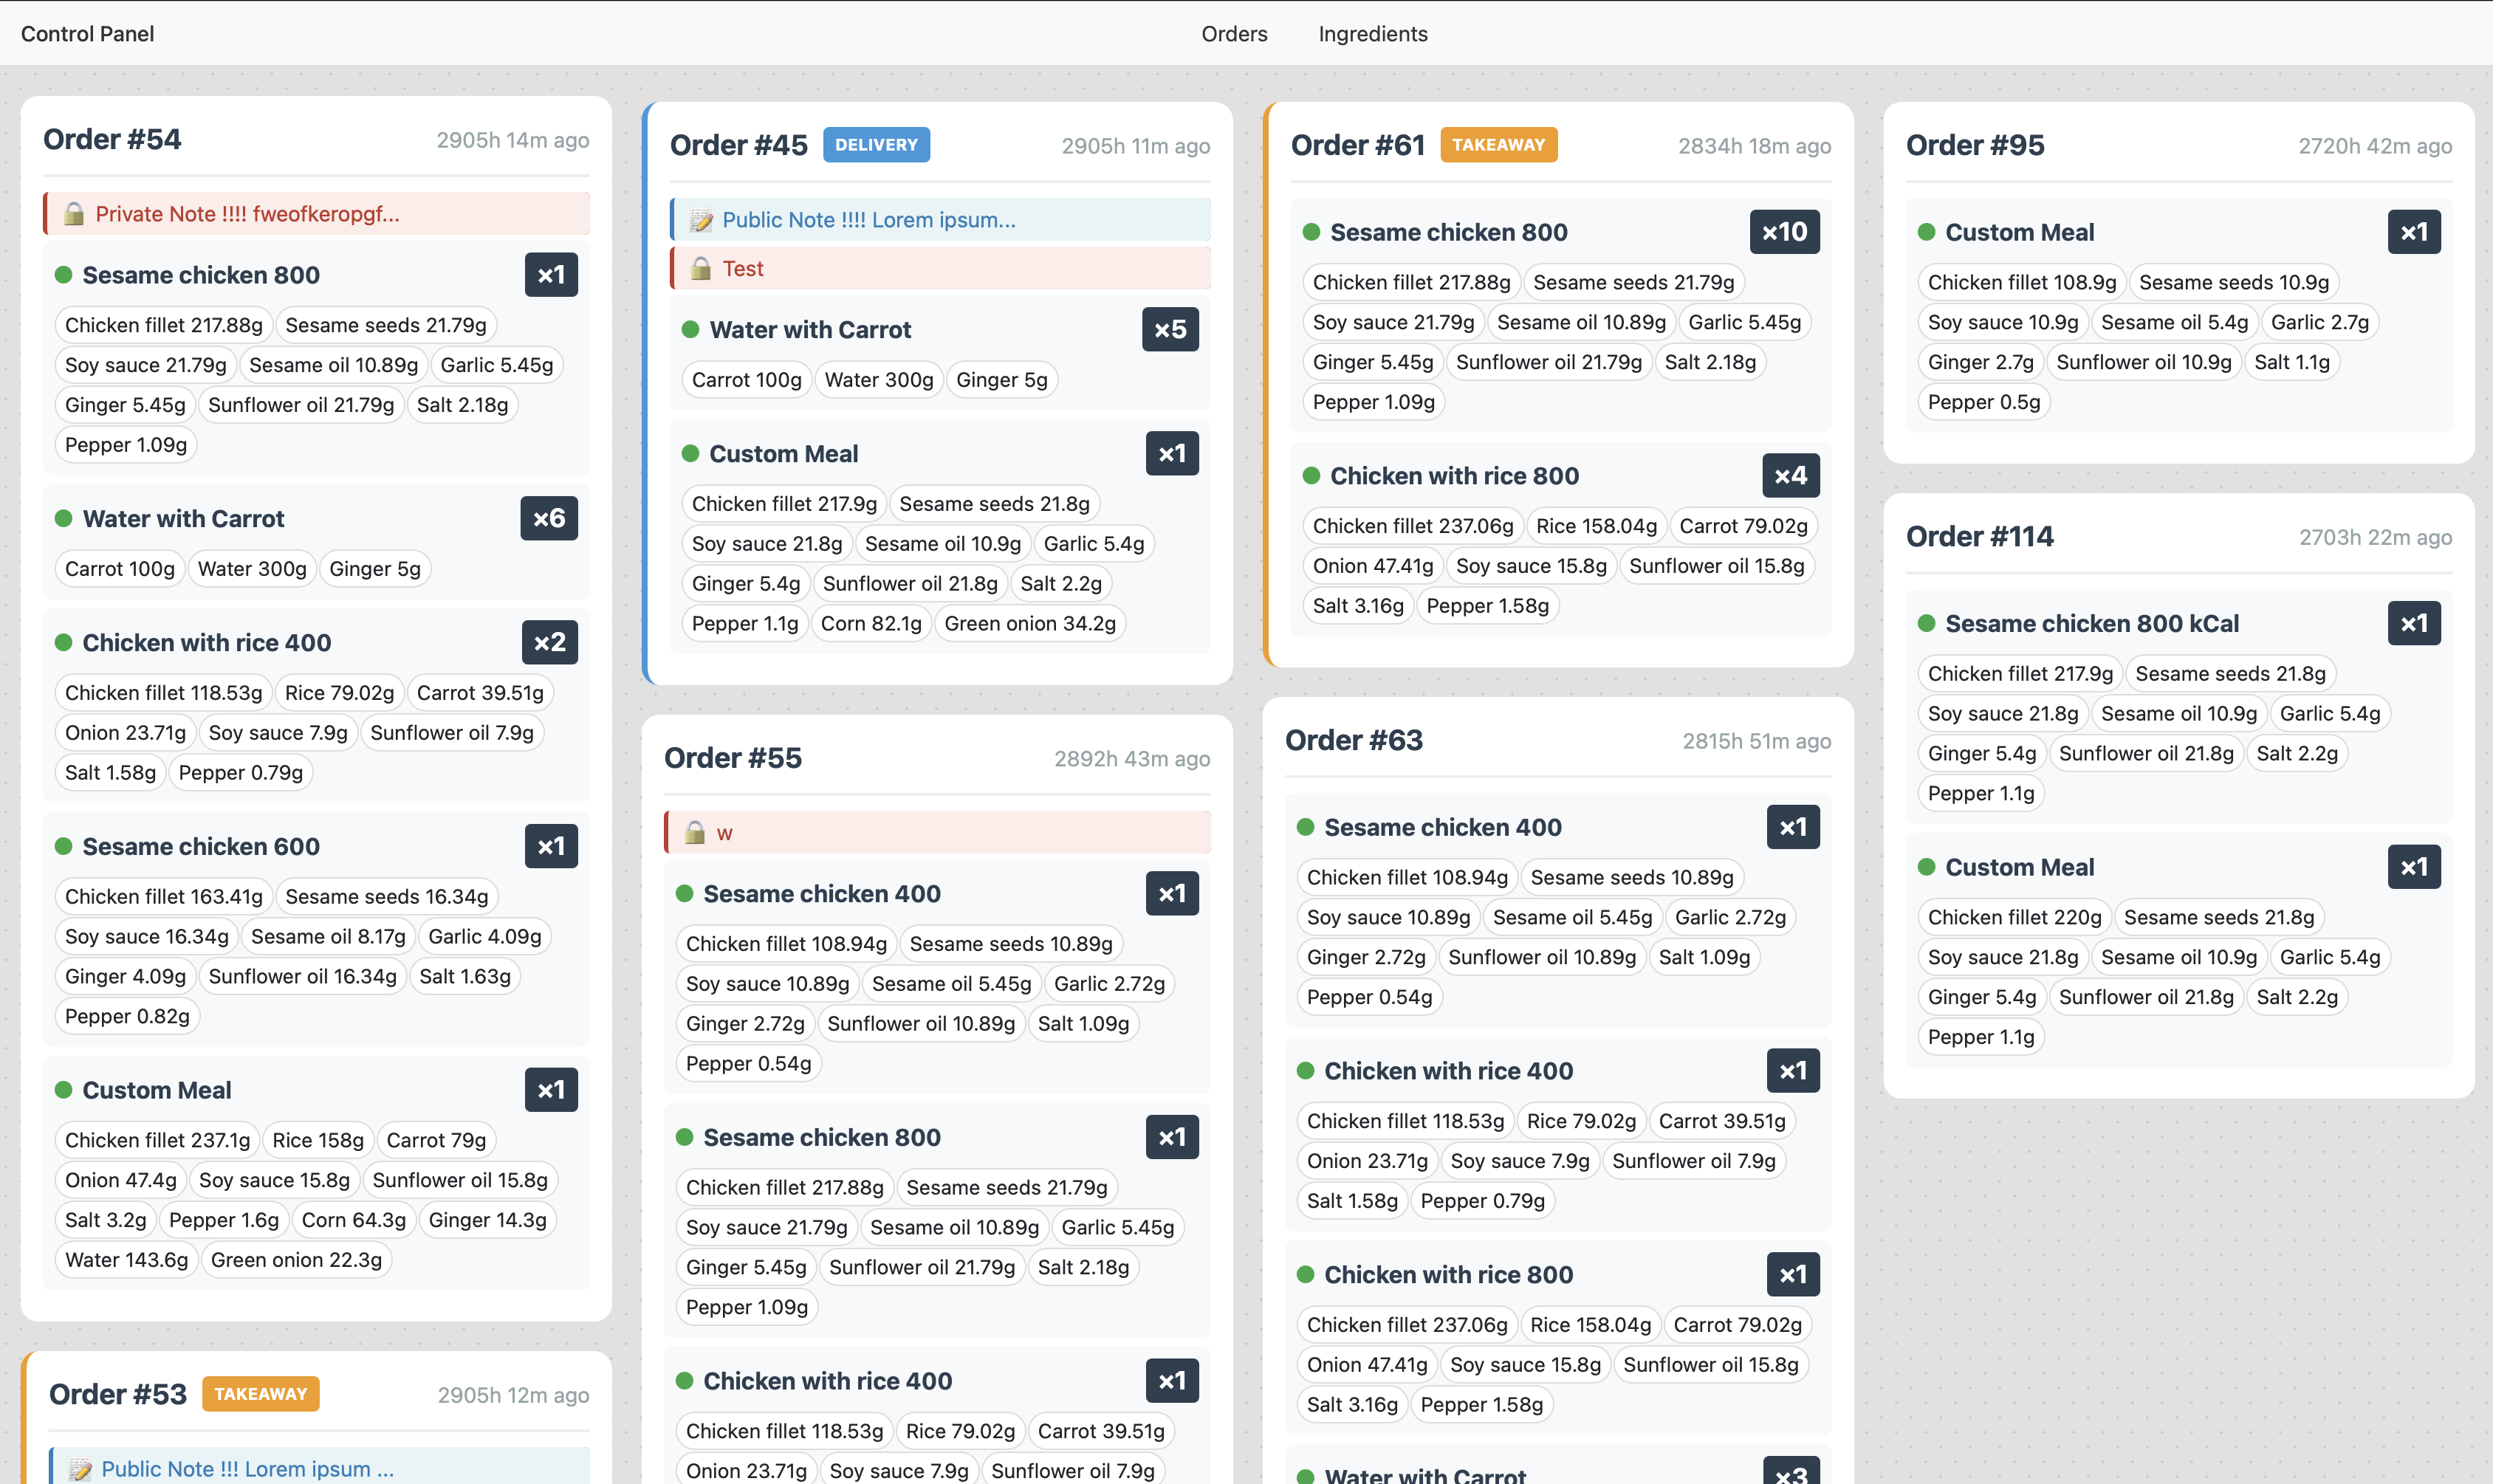 Control Panel Orders Ingredients
Order #54 2905h 14m ago
🔒 Private Note !!!! fweofkeropgf...
Sesame chicken 800 ×1
Chicken fillet 217.88g Sesame seeds 21.79g
Soy sauce 21.79g Sesame oil 10.89g Garlic 5.45g
Ginger 5.45g Sunflower oil 21.79g Salt 2.18g
Pepper 1.09g
Water with Carrot ×6
Carrot 100g Water 300g Ginger 5g
Chicken with rice 400 ×2
Chicken fillet 118.53g Rice 79.02g Carrot 39.51g
Onion 23.71g Soy sauce 7.9g Sunflower oil 7.9g
Salt 1.58g Pepper 0.79g
Sesame chicken 600 ×1
Chicken fillet 163.41g Sesame seeds 16.34g
Soy sauce 16.34g Sesame oil 8.17g Garlic 4.09g
Ginger 4.09g Sunflower oil 16.34g Salt 1.63g
Pepper 0.82g
Custom Meal ×1
Chicken fillet 237.1g Rice 158g Carrot 79g
Onion 47.4g Soy sauce 15.8g Sunflower oil 15.8g
Salt 3.2g Pepper 1.6g Corn 64.3g Ginger 14.3g
Water 143.6g Green onion 22.3g
Order #53 TAKEAWAY 2905h 12m ago
📝 Public Note !!! Lorem ipsum ...
Order #45 DELIVERY 2905h 11m ago
📝 Public Note !!!! Lorem ipsum...
🔒 Test
Water with Carrot ×5
Carrot 100g Water 300g Ginger 5g
Custom Meal ×1
Chicken fillet 217.9g Sesame seeds 21.8g
Soy sauce 21.8g Sesame oil 10.9g Garlic 5.4g
Ginger 5.4g Sunflower oil 21.8g Salt 2.2g
Pepper 1.1g Corn 82.1g Green onion 34.2g
Order #55 2892h 43m ago
🔒 w
Sesame chicken 400 ×1
Chicken fillet 108.94g Sesame seeds 10.89g
Soy sauce 10.89g Sesame oil 5.45g Garlic 2.72g
Ginger 2.72g Sunflower oil 10.89g Salt 1.09g
Pepper 0.54g
Sesame chicken 800 ×1
Chicken fillet 217.88g Sesame seeds 21.79g
Soy sauce 21.79g Sesame oil 10.89g Garlic 5.45g
Ginger 5.45g Sunflower oil 21.79g Salt 2.18g
Pepper 1.09g
Chicken with rice 400 ×1
Chicken fillet 118.53g Rice 79.02g Carrot 39.51g
Onion 23.71g Soy sauce 7.9g Sunflower oil 7.9g
Order #61 TAKEAWAY 2834h 18m ago
Sesame chicken 800 ×10
Chicken fillet 217.88g Sesame seeds 21.79g
Soy sauce 21.79g Sesame oil 10.89g Garlic 5.45g
Ginger 5.45g Sunflower oil 21.79g Salt 2.18g
Pepper 1.09g
Chicken with rice 800 ×4
Chicken fillet 237.06g Rice 158.04g Carrot 79.02g
Onion 47.41g Soy sauce 15.8g Sunflower oil 15.8g
Salt 3.16g Pepper 1.58g
Order #63 2815h 51m ago
Sesame chicken 400 ×1
Chicken fillet 108.94g Sesame seeds 10.89g
Soy sauce 10.89g Sesame oil 5.45g Garlic 2.72g
Ginger 2.72g Sunflower oil 10.89g Salt 1.09g
Pepper 0.54g
Chicken with rice 400 ×1
Chicken fillet 118.53g Rice 79.02g Carrot 39.51g
Onion 23.71g Soy sauce 7.9g Sunflower oil 7.9g
Salt 1.58g Pepper 0.79g
Chicken with rice 800 ×1
Chicken fillet 237.06g Rice 158.04g Carrot 79.02g
Onion 47.41g Soy sauce 15.8g Sunflower oil 15.8g
Salt 3.16g Pepper 1.58g
Water with Carrot ×3
Order #95 2720h 42m ago
Custom Meal ×1
Chicken fillet 108.9g Sesame seeds 10.9g
Soy sauce 10.9g Sesame oil 5.4g Garlic 2.7g
Ginger 2.7g Sunflower oil 10.9g Salt 1.1g
Pepper 0.5g
Order #114 2703h 22m ago
Sesame chicken 800 kCal ×1
Chicken fillet 217.9g Sesame seeds 21.8g
Soy sauce 21.8g Sesame oil 10.9g Garlic 5.4g
Ginger 5.4g Sunflower oil 21.8g Salt 2.2g
Pepper 1.1g
Custom Meal ×1
Chicken fillet 220g Sesame seeds 21.8g
Soy sauce 21.8g Sesame oil 10.9g Garlic 5.4g
Ginger 5.4g Sunflower oil 21.8g Salt 2.2g
Pepper 1.1g